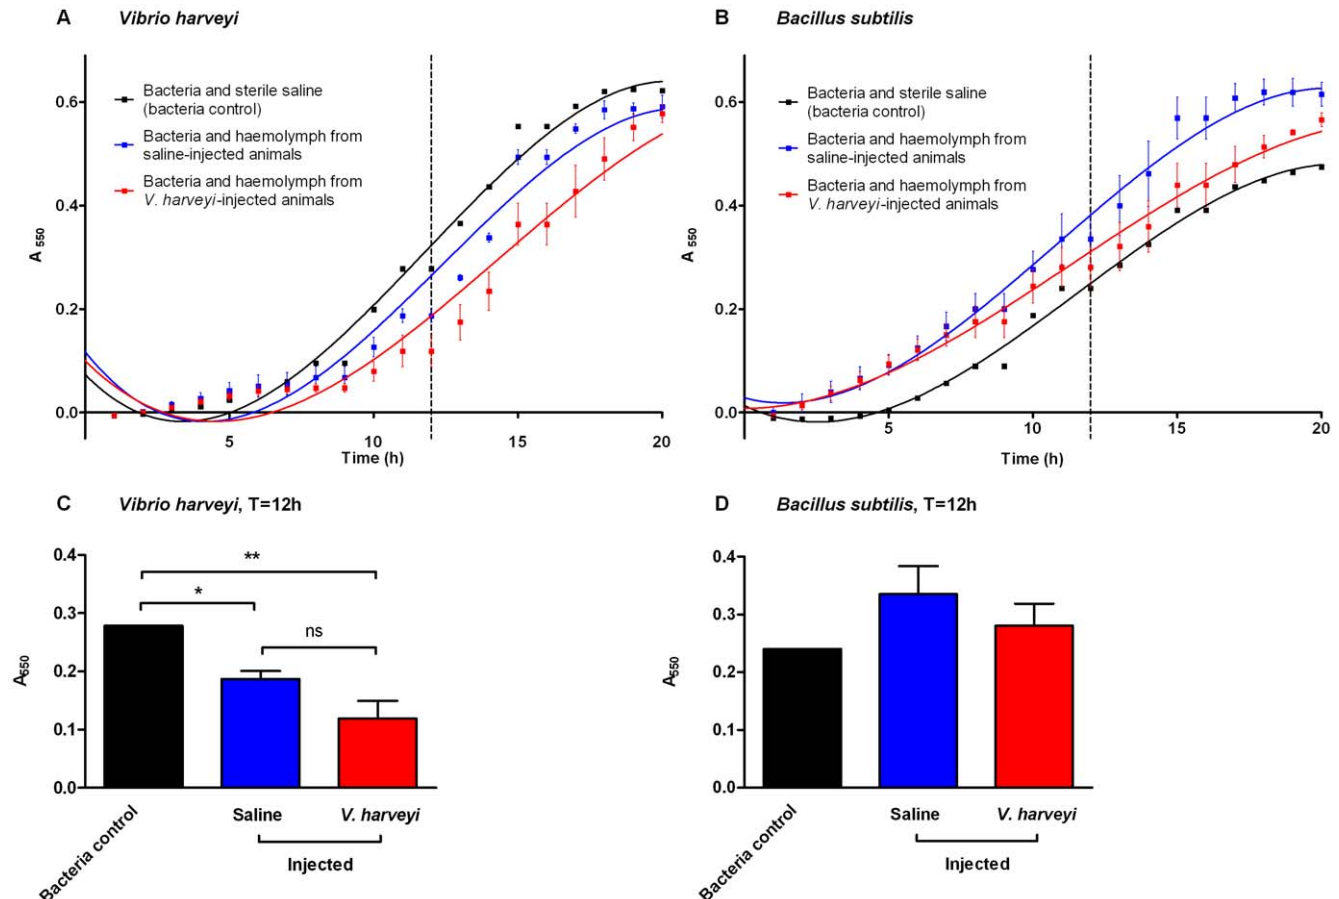 A Vibrio harveyi
Bacteria and sterile saline
(bacteria control)
Bacteria and haemolymph from
saline-injected animals
Bacteria and haemolymph from
V. harveyi-injected animals
0.6
0.4
0.2
0.0
A 550
5 10 15 20
Time (h)
B Bacillus subtilis
Bacteria and sterile saline
(bacteria control)
Bacteria and haemolymph from
saline-injected animals
Bacteria and haemolymph from
V. harveyi-injected animals
0.6
0.4
0.2
0.0
A 550
5 10 15 20
Time (h)
C Vibrio harveyi, T=12h
0.4
0.3
0.2
0.1
0.0
A550
**
*
ns
Bacteria control
Saline
V. harveyi
Injected
D Bacillus subtilis, T=12h
0.4
0.3
0.2
0.1
0.0
A550
Bacteria control
Saline
V. harveyi
Injected